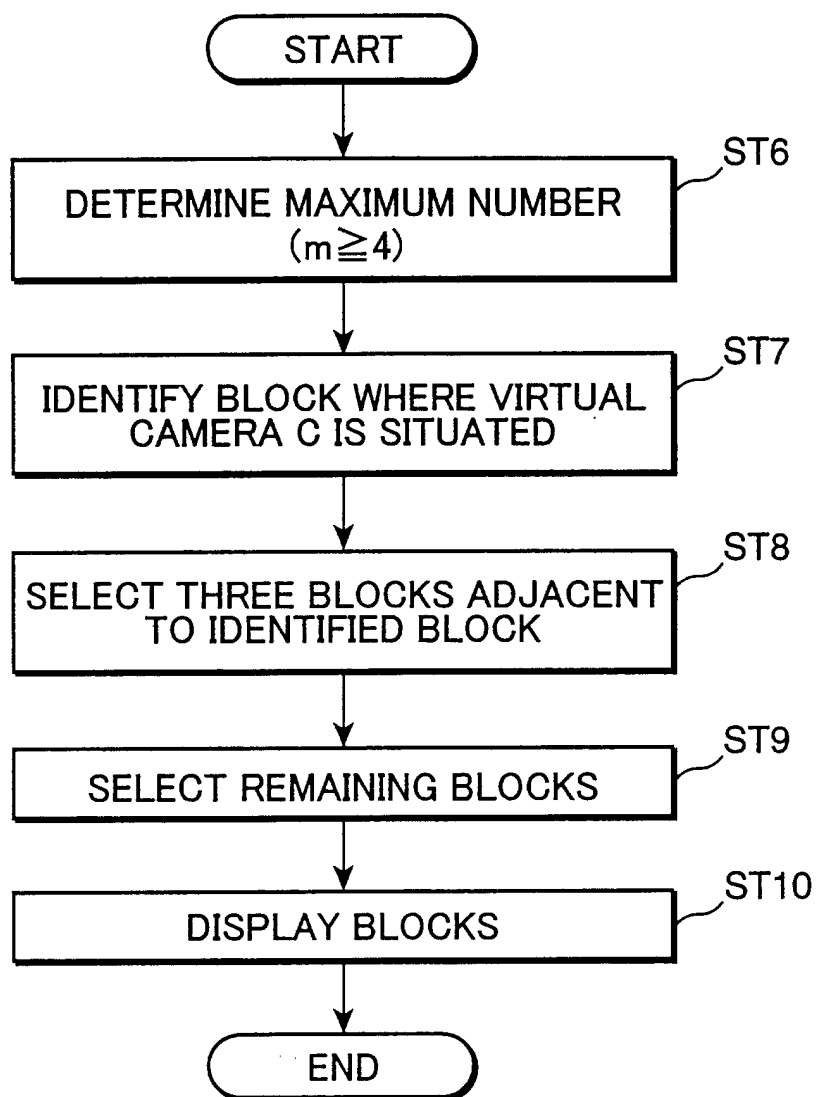 START
ST6
DETERMINE MAXIMUM NUMBER
(m≧4)
ST7
IDENTIFY BLOCK WHERE VIRTUAL
CAMERA C IS SITUATED
ST8
SELECT THREE BLOCKS ADJACENT
TO IDENTIFIED BLOCK
ST9
SELECT REMAINING BLOCKS
ST10
DISPLAY BLOCKS
END